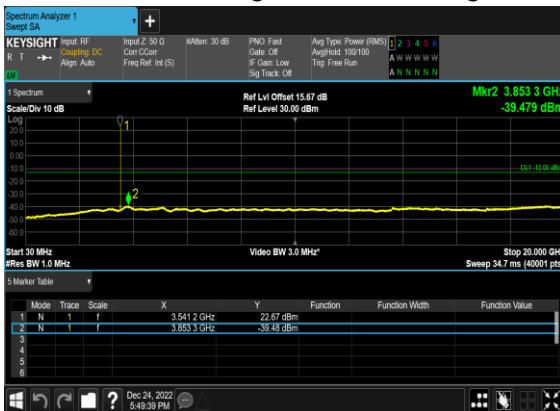 Spectrum Analyzer 1
Swept SA
KEYSIGHT Input: RF Input Z: 50 Ω #Atten: 30 dB PNO: Fast Avg Type: Power (RMS) 1 2 3 4 5 6
R T Coupling: DC Corr CCorr Gate: Off Avg|Hold: 100/100 A W W W W W
Align: Auto Freq Ref: Int (S) IF Gain: Low Trig: Free Run
LV Sig Track: Off A N N N N N
1 Spectrum Ref Lvl Offset 15.67 dB Mkr2 3.853 3 GHz
Scale/Div 10 dB Ref Level 30.00 dBm -39.479 dBm
Log
20.0
1
10.0
0.00
-10.0
DL1 -13.00 dBm
-20.0
-30.0
2
-40.0
-50.0
-60.0
Start 30 MHz Video BW 3.0 MHz* Stop 20.000 GHz
#Res BW 1.0 MHz Sweep 34.7 ms (40001 pts)
5 Marker Table
Mode Trace Scale X Y Function Function Width Function Value
1 N 1 f 3.541 2 GHz 22.67 dBm
2 N 1 f 3.853 3 GHz -39.48 dBm
3
4
5
6
? Dec 24, 2022
5:49:39 PM